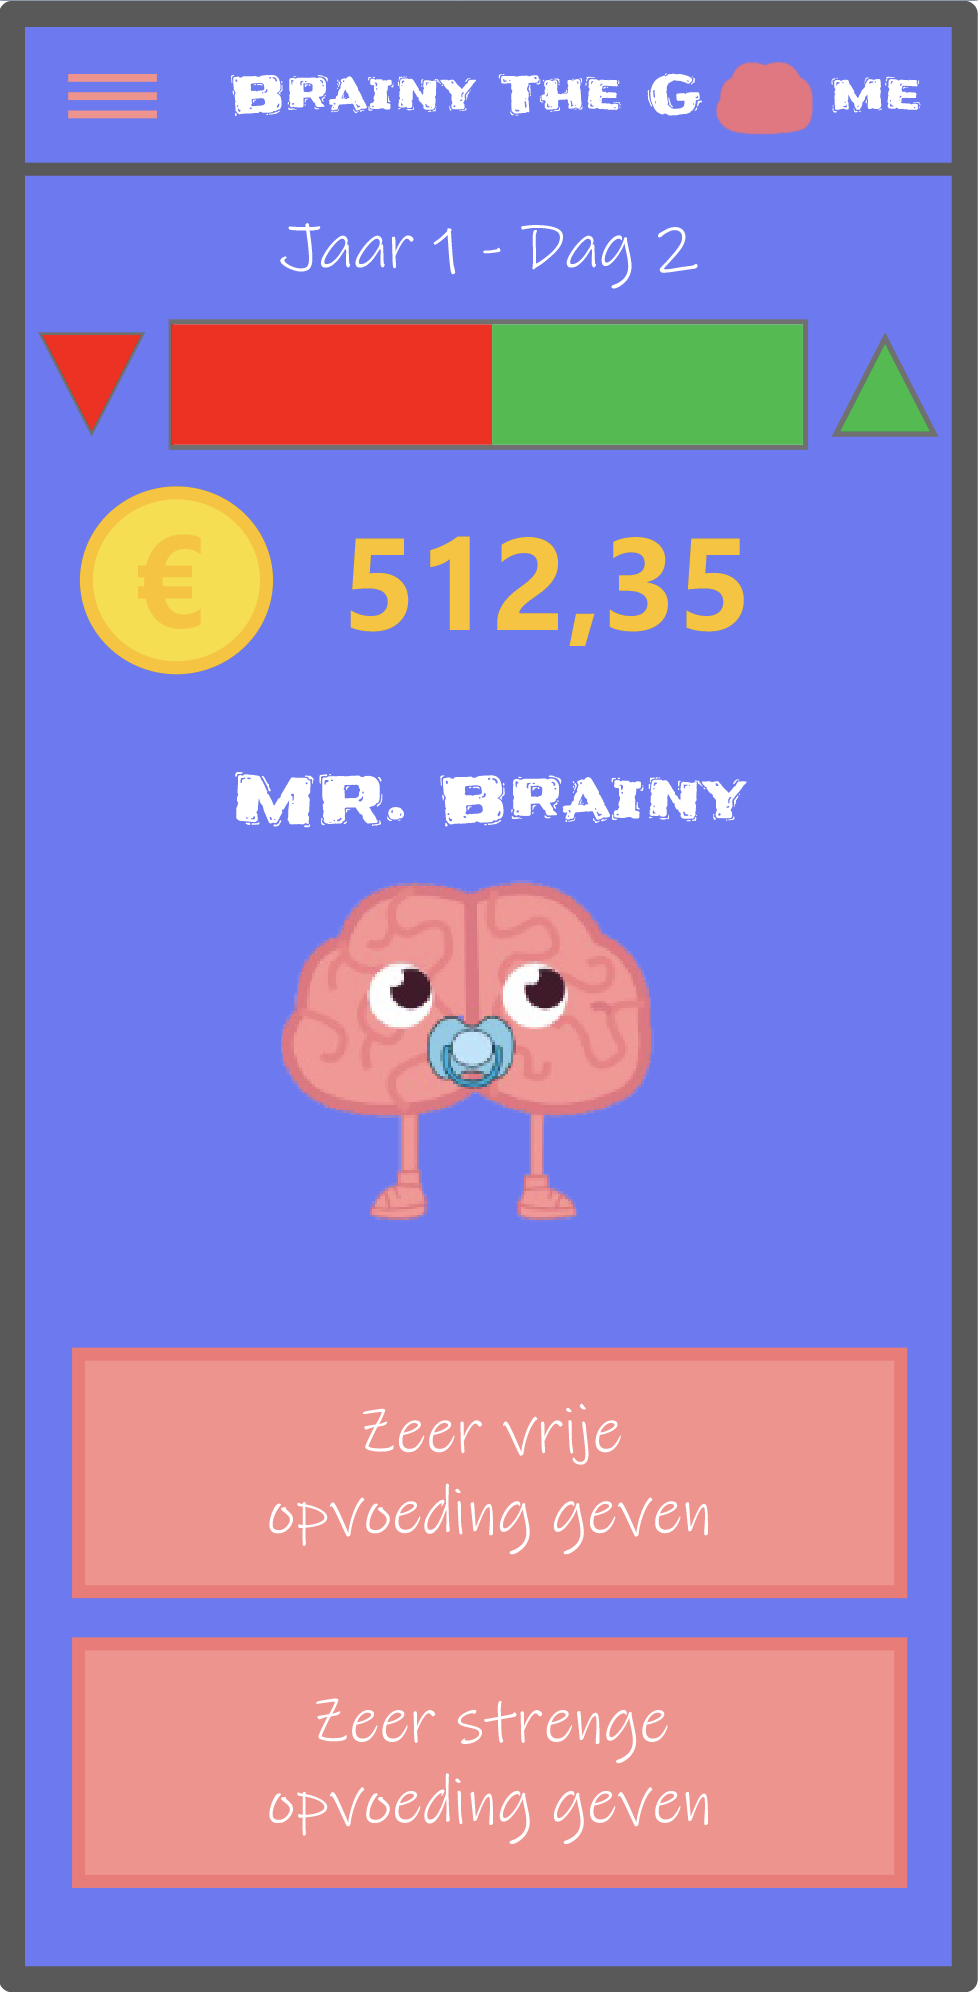 Brainy The G me
Jaar 1 - Dag 2
€ 512,35
Mr. Brainy
Zeer vrije
opvoeding geven
Zeer strenge
opvoeding geven